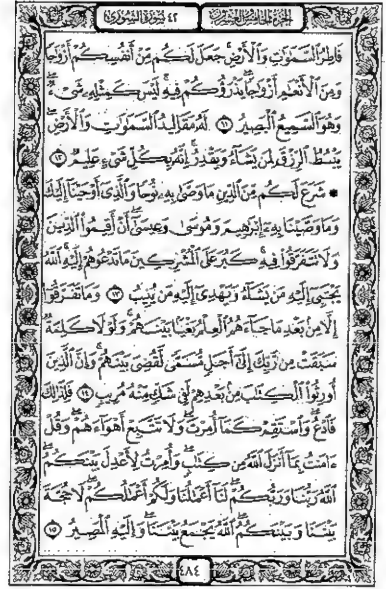 الجزء الخامس والعشرون
٤٢ سورة الشورى
فَاطِرُ السَّمَٰوَٰتِ وَالْأَرْضِ جَعَلَ لَكُم مِّنْ أَنفُسِكُمْ أَزْوَٰجًا
وَمِنَ الْأَنْعَٰمِ أَزْوَٰجًا يَذْرَؤُكُمْ فِيهِ لَيْسَ كَمِثْلِهِ شَيْءٌ
وَهُوَ السَّمِيعُ الْبَصِيرُ ١١ لَهُ مَقَالِيدُ السَّمَٰوَٰتِ وَالْأَرْضِ
يَبْسُطُ الرِّزْقَ لِمَن يَشَاءُ وَيَقْدِرُ إِنَّهُ بِكُلِّ شَيْءٍ عَلِيمٌ ١٢
* شَرَعَ لَكُم مِّنَ الدِّينِ مَا وَصَّىٰ بِهِ نُوحًا وَالَّذِي أَوْحَيْنَا إِلَيْكَ
وَمَا وَصَّيْنَا بِهِ إِبْرَٰهِيمَ وَمُوسَىٰ وَعِيسَىٰ أَنْ أَقِيمُوا الدِّينَ
وَلَا تَتَفَرَّقُوا فِيهِ كَبُرَ عَلَى الْمُشْرِكِينَ مَا تَدْعُوهُمْ إِلَيْهِ اللَّهُ
يَجْتَبِي إِلَيْهِ مَن يَشَاءُ وَيَهْدِي إِلَيْهِ مَن يُنِيبُ ١٣ وَمَا تَفَرَّقُوا
إِلَّا مِن بَعْدِ مَا جَاءَهُمُ الْعِلْمُ بَغْيًا بَيْنَهُمْ وَلَوْلَا كَلِمَةٌ
سَبَقَتْ مِن رَّبِّكَ إِلَىٰ أَجَلٍ مُّسَمًّى لَّقُضِيَ بَيْنَهُمْ وَإِنَّ الَّذِينَ
أُورِثُوا الْكِتَٰبَ مِن بَعْدِهِمْ لَفِي شَكٍّ مِّنْهُ مُرِيبٍ ١٤ فَلِذَٰلِكَ
فَادْعُ وَاسْتَقِمْ كَمَا أُمِرْتَ وَلَا تَتَّبِعْ أَهْوَاءَهُمْ وَقُلْ
ءَامَنتُ بِمَا أَنزَلَ اللَّهُ مِن كِتَٰبٍ وَأُمِرْتُ لِأَعْدِلَ بَيْنَكُمُ
اللَّهُ رَبُّنَا وَرَبُّكُمْ لَنَا أَعْمَٰلُنَا وَلَكُمْ أَعْمَٰلُكُمْ لَا حُجَّةَ
بَيْنَنَا وَبَيْنَكُمُ اللَّهُ يَجْمَعُ بَيْنَنَا وَإِلَيْهِ الْمَصِيرُ ١٥
٤٨٤